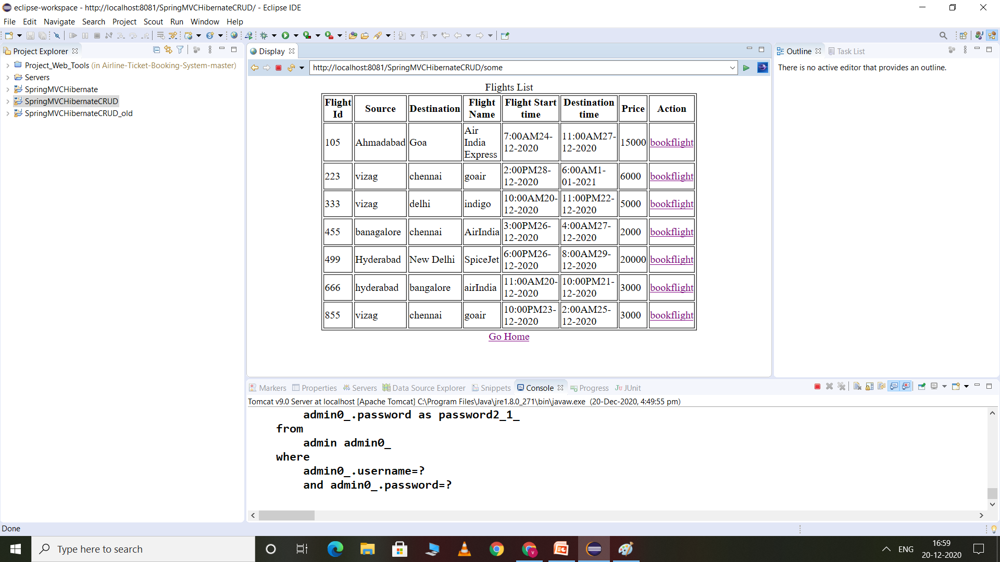 eclipse-workspace - http://localhost:8081/SpringMVCHibernateCRUD/ - Eclipse IDE
File Edit Navigate Search Project Scout Run Window Help
Project Explorer
Project_Web_Tools (in Airline-Ticket-Booking-System-master)
Servers
SpringMVCHibernate
SpringMVCHibernateCRUD
SpringMVCHibernateCRUD_old
Display
http://localhost:8081/SpringMVCHibernateCRUD/some
Flights List
Flight Id Source Destination Flight Name Flight Start time Destination time Price Action
105 Ahmadabad Goa Air India Express 7:00AM24-12-2020 11:00AM27-12-2020 15000 bookflight
223 vizag chennai goair 2:00PM28-12-2020 6:00AM1-01-2021 6000 bookflight
333 vizag delhi indigo 10:00AM20-12-2020 11:00PM22-12-2020 5000 bookflight
455 banagalore chennai AirIndia 3:00PM26-12-2020 4:00AM27-12-2020 2000 bookflight
499 Hyderabad New Delhi SpiceJet 6:00PM26-12-2020 8:00AM29-12-2020 20000 bookflight
666 hyderabad bangalore airIndia 11:00AM20-12-2020 10:00PM21-12-2020 3000 bookflight
855 vizag chennai goair 10:00PM23-12-2020 2:00AM25-12-2020 3000 bookflight
Go Home
Outline Task List
There is no active editor that provides an outline.
Markers Properties Servers Data Source Explorer Snippets Console Progress JUnit
Tomcat v9.0 Server at localhost [Apache Tomcat] C:\Program Files\Java\jre1.8.0_271\bin\javaw.exe (20-Dec-2020, 4:49:55 pm)
admin0_.password as password2_1_
from
admin admin0_
where
admin0_.username=?
and admin0_.password=?
Done
Type here to search
ENG
16:59
20-12-2020